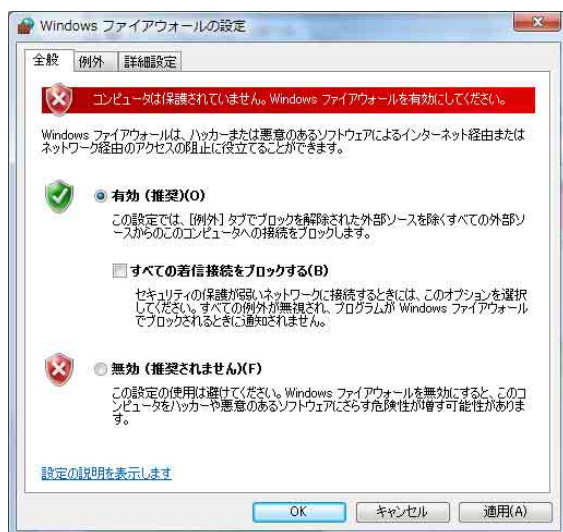 Windows ファイアウォールの設定
全般 例外 詳細設定
コンピュータは保護されていません。Windows ファイアウォールを有効にしてください。
Windows ファイアウォールは、ハッカーまたは悪意のあるソフトウェアによるインターネット経由または
ネットワーク経由のアクセスの阻止に役立てることができます。
有効 (推奨)(O)
この設定では、[例外] タブでブロックを解除された外部ソースを除くすべての外部ソ
ースからのこのコンピュータへの接続をブロックします。
すべての着信接続をブロックする(B)
セキュリティの保護が弱いネットワークに接続するときには、このオプションを選択
してください。すべての例外が無視され、プログラムが Windows ファイアウォール
でブロックされるときに通知されません。
無効 (推奨されません)(F)
この設定の使用は避けてください。Windows ファイアウォールを無効にすると、このコ
ンピュータをハッカーや悪意のあるソフトウェアにさらす危険性が増す可能性がありま
す。
設定の説明を表示します
OK キャンセル 適用(A)